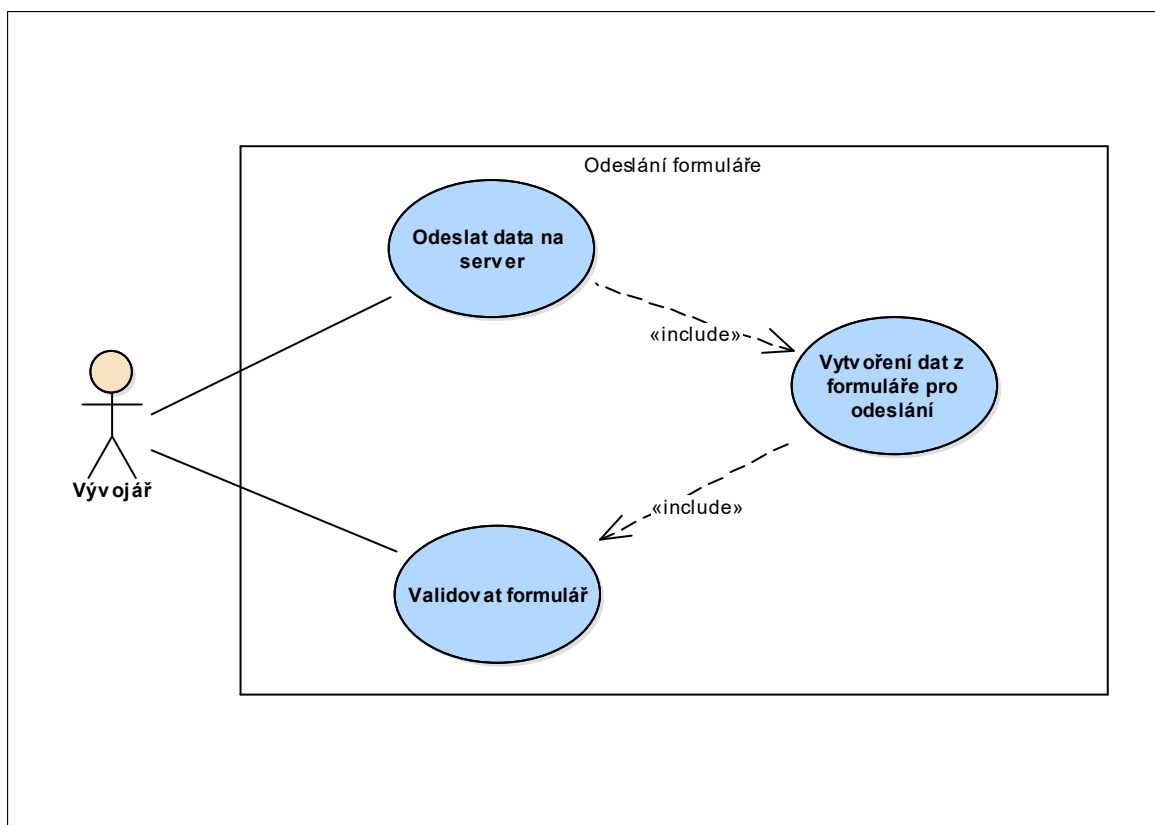 Odeslání formuláře
Odeslat data na
server
«include»
Vytvoření dat z
formuláře pro
odeslání
Vývojář
«include»
Validovat formulář